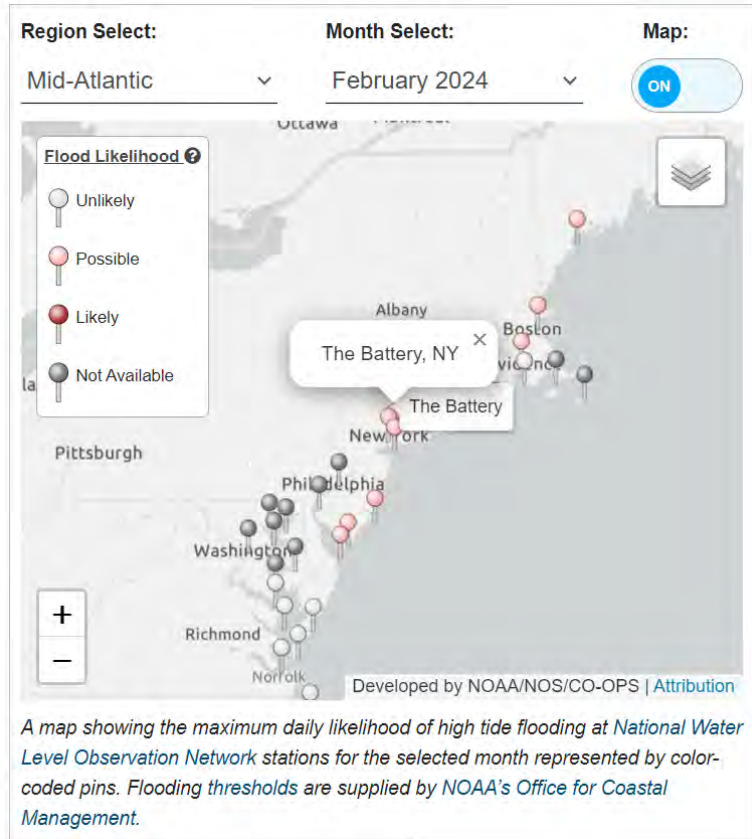 Region Select:
Month Select:
Map:
Mid-Atlantic
February 2024
ON
Ottawa
Flood Likelihood ?
Unlikely
Possible
Likely
Not Available
Albany
Boston
The Battery, NY
×
The Battery
New York
Pittsburgh
Philadelphia
Washington
Richmond
Norfolk
+
−
Developed by NOAA/NOS/CO-OPS | Attribution
A map showing the maximum daily likelihood of high tide flooding at National Water
Level Observation Network stations for the selected month represented by color-
coded pins. Flooding thresholds are supplied by NOAA's Office for Coastal
Management.